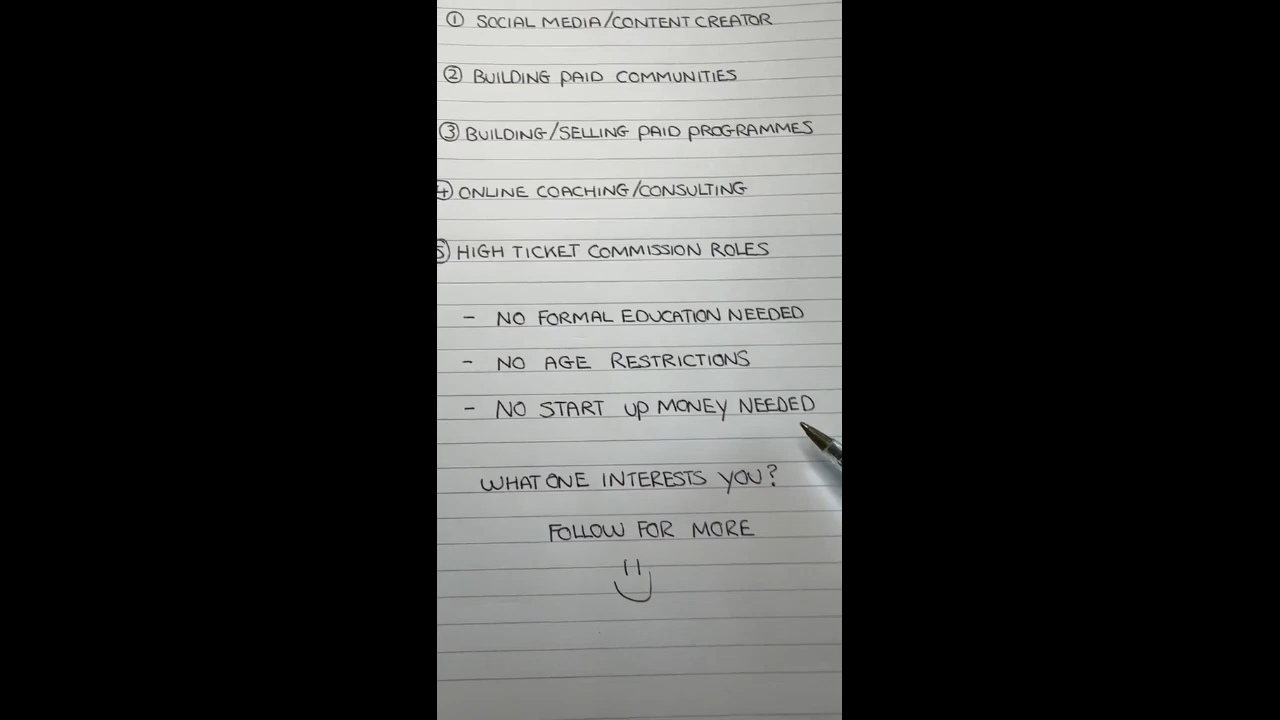 ① SOCIAL MEDIA/CONTENT CREATOR
② BUILDING PAID COMMUNITIES
③ BUILDING/SELLING PAID PROGRAMMES
④ ONLINE COACHING/CONSULTING
⑤ HIGH TICKET COMMISSION ROLES
- NO FORMAL EDUCATION NEEDED
- NO AGE RESTRICTIONS
- NO START UP MONEY NEEDED
WHAT ONE INTERESTS YOU?
FOLLOW FOR MORE